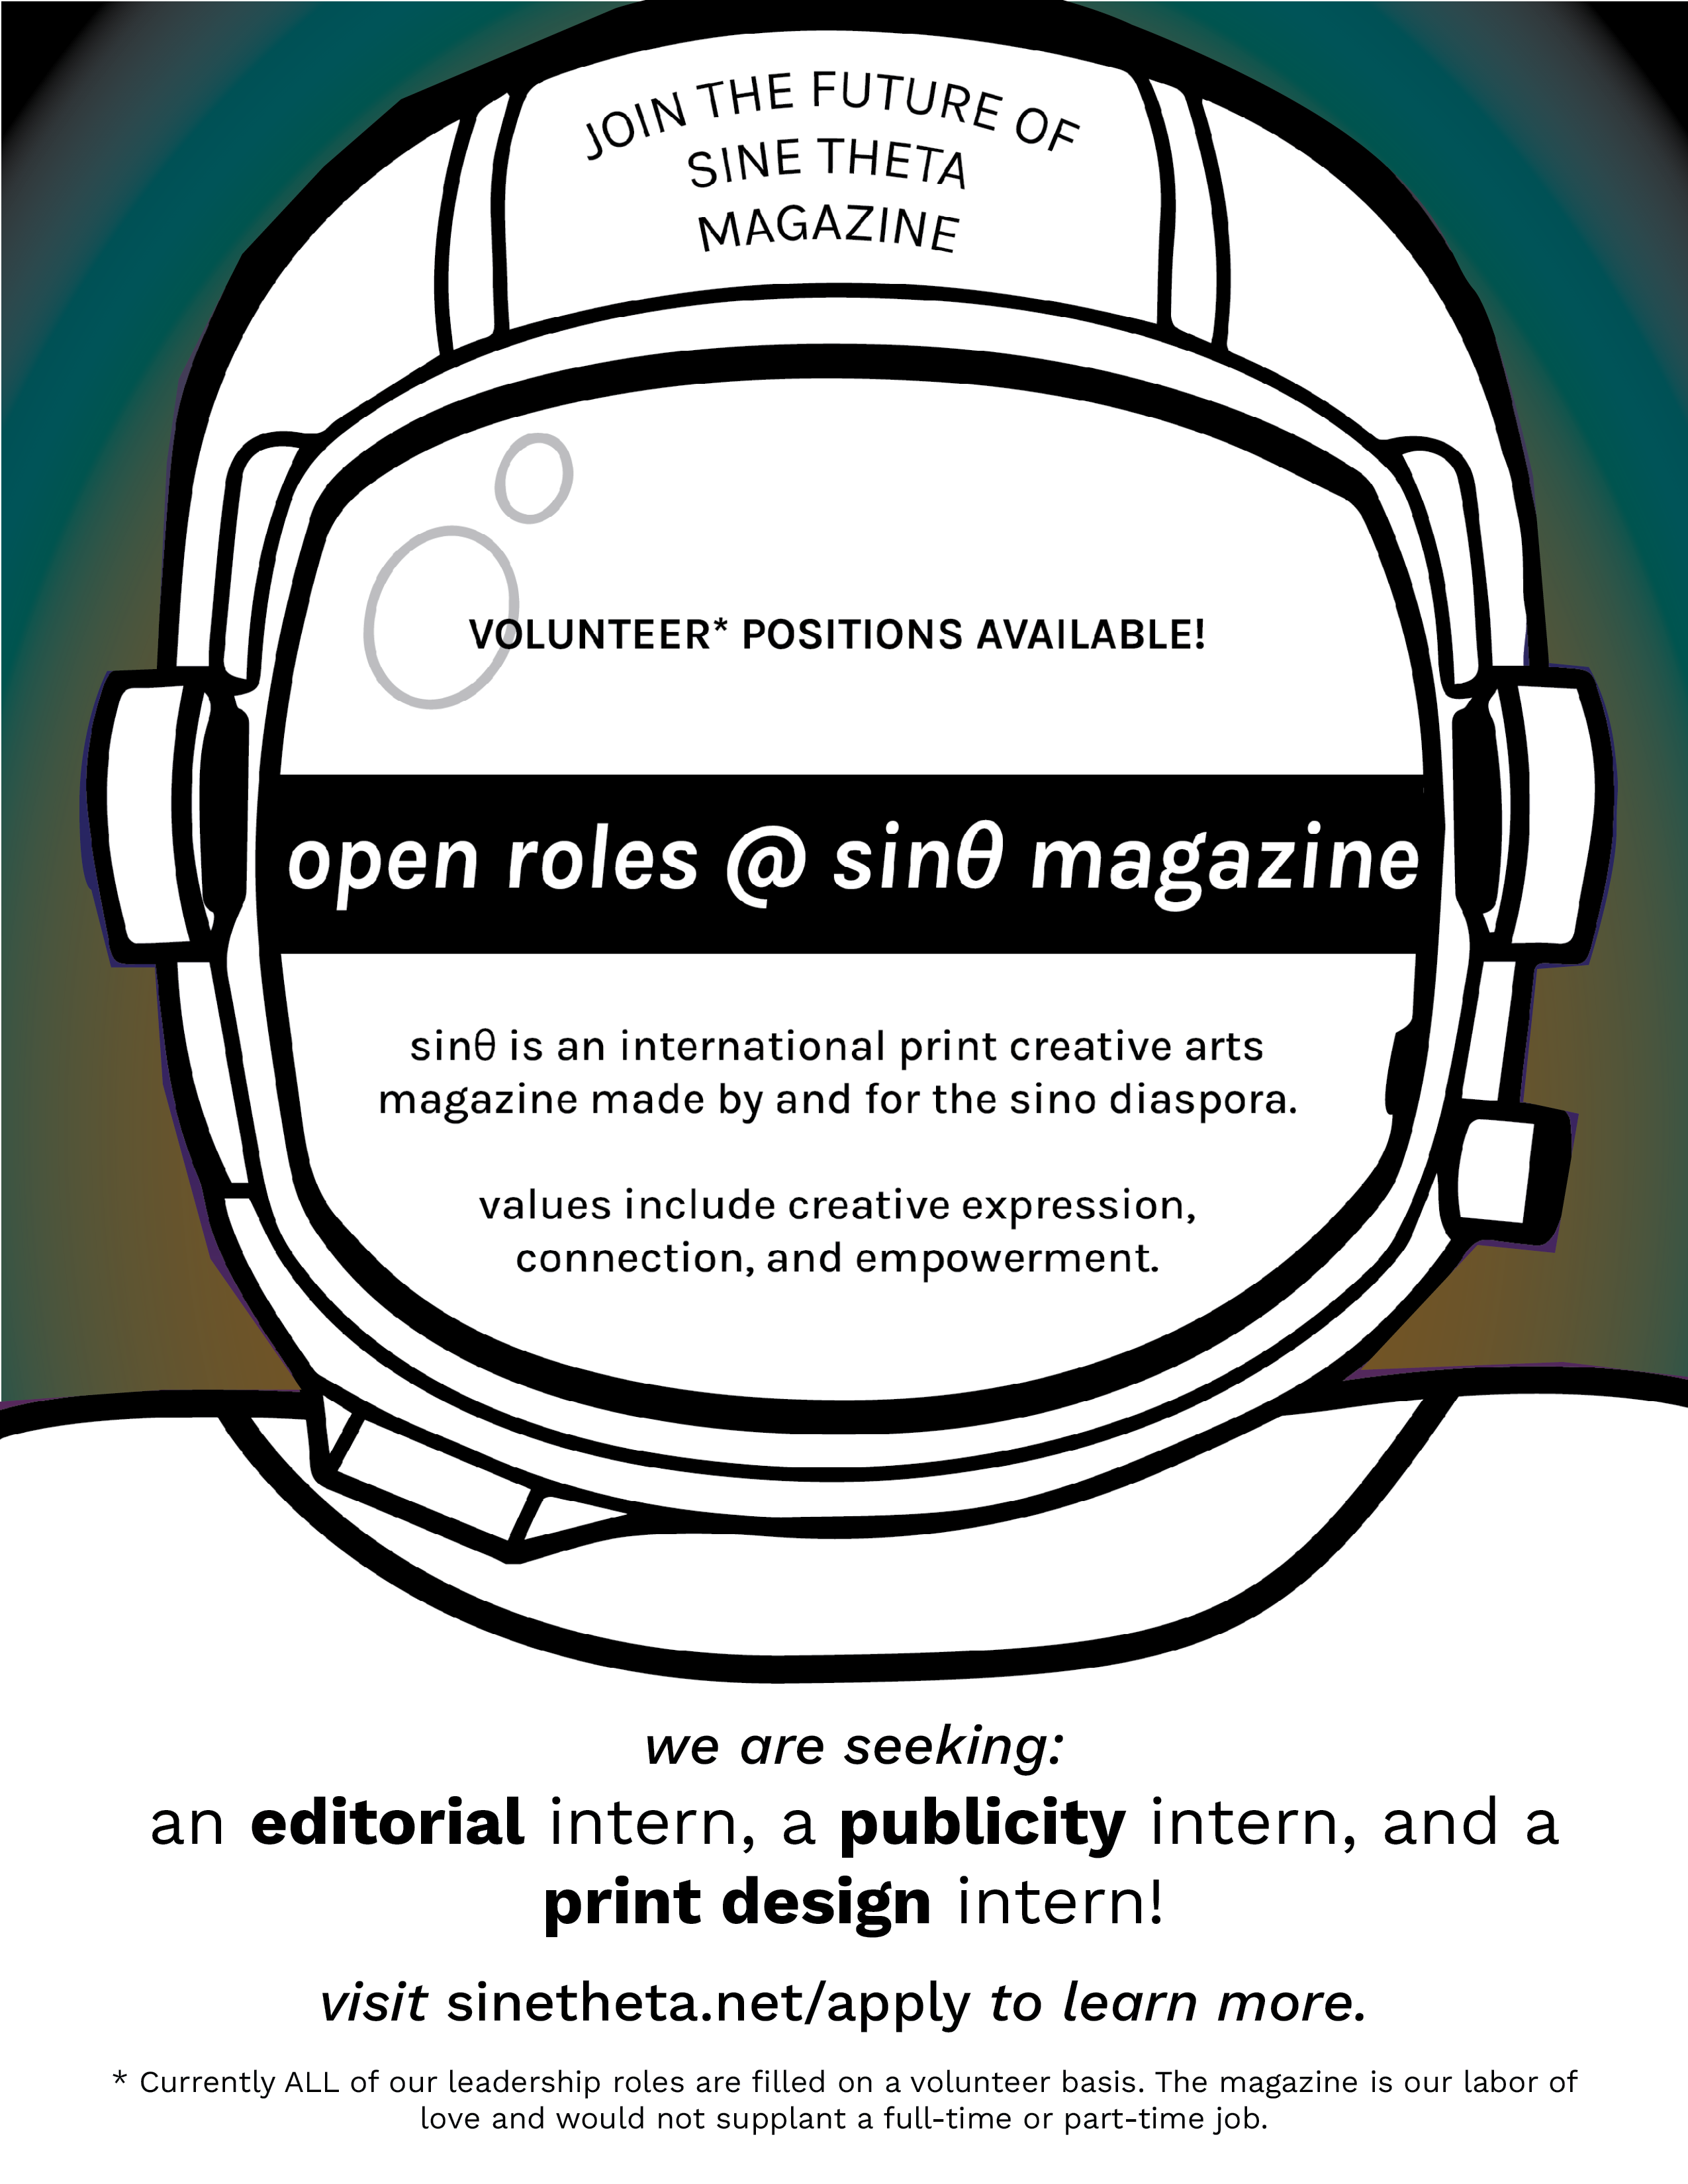 JOIN THE FUTURE OF
SINE THETA
MAGAZINE
VOLUNTEER* POSITIONS AVAILABLE!
open roles @ sinθ magazine
sinθ is an international print creative arts
magazine made by and for the sino diaspora.
values include creative expression,
connection, and empowerment.
we are seeking:
an editorial intern, a publicity intern, and a
print design intern!
visit sinetheta.net/apply to learn more.
* Currently ALL of our leadership roles are filled on a volunteer basis. The magazine is our labor of
love and would not supplant a full-time or part-time job.